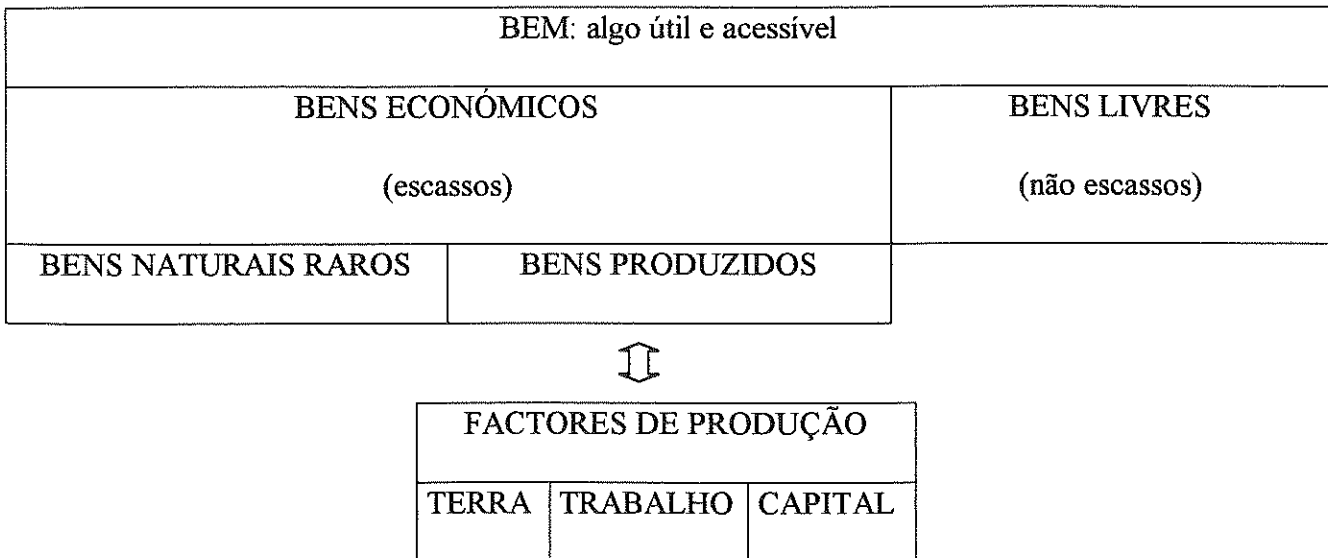 BEM: algo útil e acessível
BENS ECONÓMICOS
(escassos)
BENS LIVRES
(não escassos)
BENS NATURAIS RAROS
BENS PRODUZIDOS
FACTORES DE PRODUÇÃO
TERRA
TRABALHO
CAPITAL